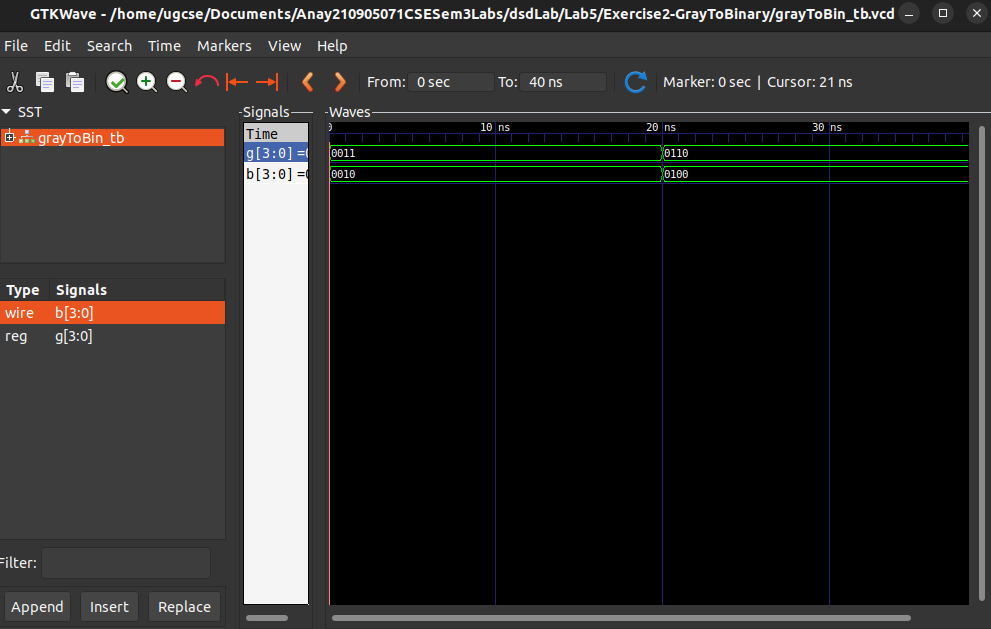 GTKWave - /home/ugcse/Documents/Anay210905071CSESem3Labs/dsdLab/Lab5/Exercise2-GrayToBinary/grayToBin_tb.vcd
File Edit Search Time Markers View Help
From: 0 sec To: 40 ns Marker: 0 sec | Cursor: 21 ns
SST
grayToBin_tb
Type Signals
wire b[3:0]
reg g[3:0]
Filter:
Append Insert Replace
Signals
Time
g[3:0] =0
b[3:0] =0
Waves
0 10 ns 20 ns 30 ns
0011 0110
0010 0100